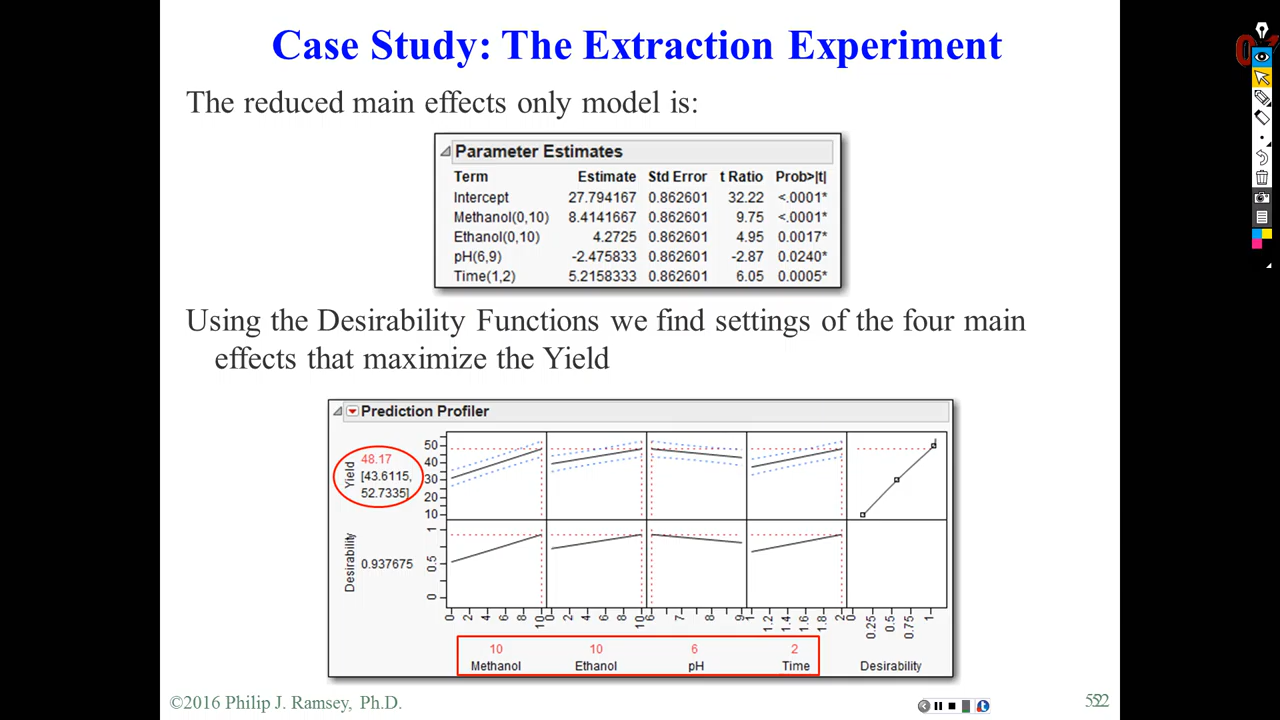 Case Study: The Extraction Experiment
The reduced main effects only model is:
Parameter Estimates
Term Estimate Std Error t Ratio Prob>|t|
Intercept 27.794167 0.862601 32.22 <.0001*
Methanol(0,10) 8.4141667 0.862601 9.75 <.0001*
Ethanol(0,10) 4.2725 0.862601 4.95 0.0017*
pH(6,9) -2.475833 0.862601 -2.87 0.0240*
Time(1,2) 5.2158333 0.862601 6.05 0.0005*
Using the Desirability Functions we find settings of the four main
effects that maximize the Yield
Prediction Profiler
Yield
48.17
[43.6115,
52.7335]
50
40
30
20
10
Desirability
0.937675
1
0.5
0
0 2 4 6 8 10 0 2 4 6 8 10 6 7 8 9 1 1.2 1.4 1.6 1.8 2 0 0.25 0.5 0.75 1
10 10 6 2
Methanol Ethanol pH Time Desirability
©2016 Philip J. Ramsey, Ph.D.